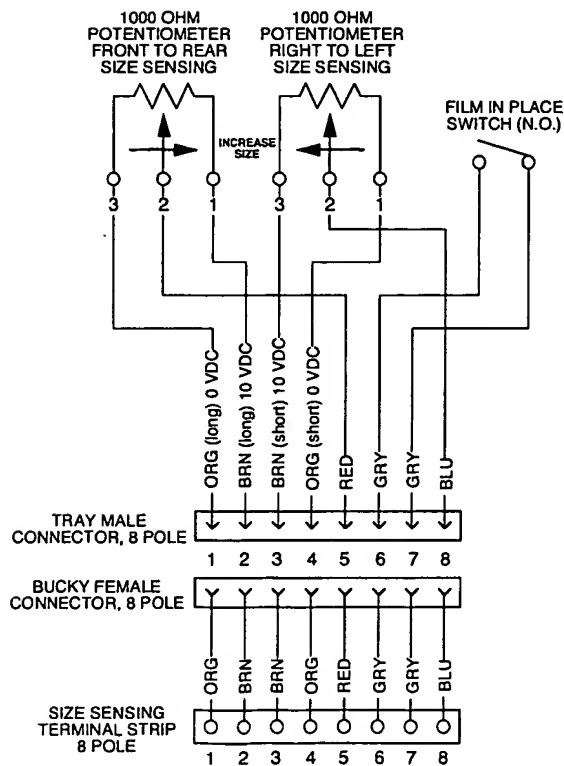 1000 OHM
POTENTIOMETER
FRONT TO REAR
SIZE SENSING
1000 OHM
POTENTIOMETER
RIGHT TO LEFT
SIZE SENSING
FILM IN PLACE
SWITCH (N.O.)
INCREASE
SIZE
3 2 1 3 2 1
ORG (long) 0 VDC
BRN (long) 10 VDC
BRN (short) 10 VDC
ORG (short) 0 VDC
RED
GRY
GRY
BLU
TRAY MALE
CONNECTOR, 8 POLE
1 2 3 4 5 6 7 8
BUCKY FEMALE
CONNECTOR, 8 POLE
ORG
BRN
BRN
ORG
RED
GRY
GRY
BLU
SIZE SENSING
TERMINAL STRIP
8 POLE
1 2 3 4 5 6 7 8